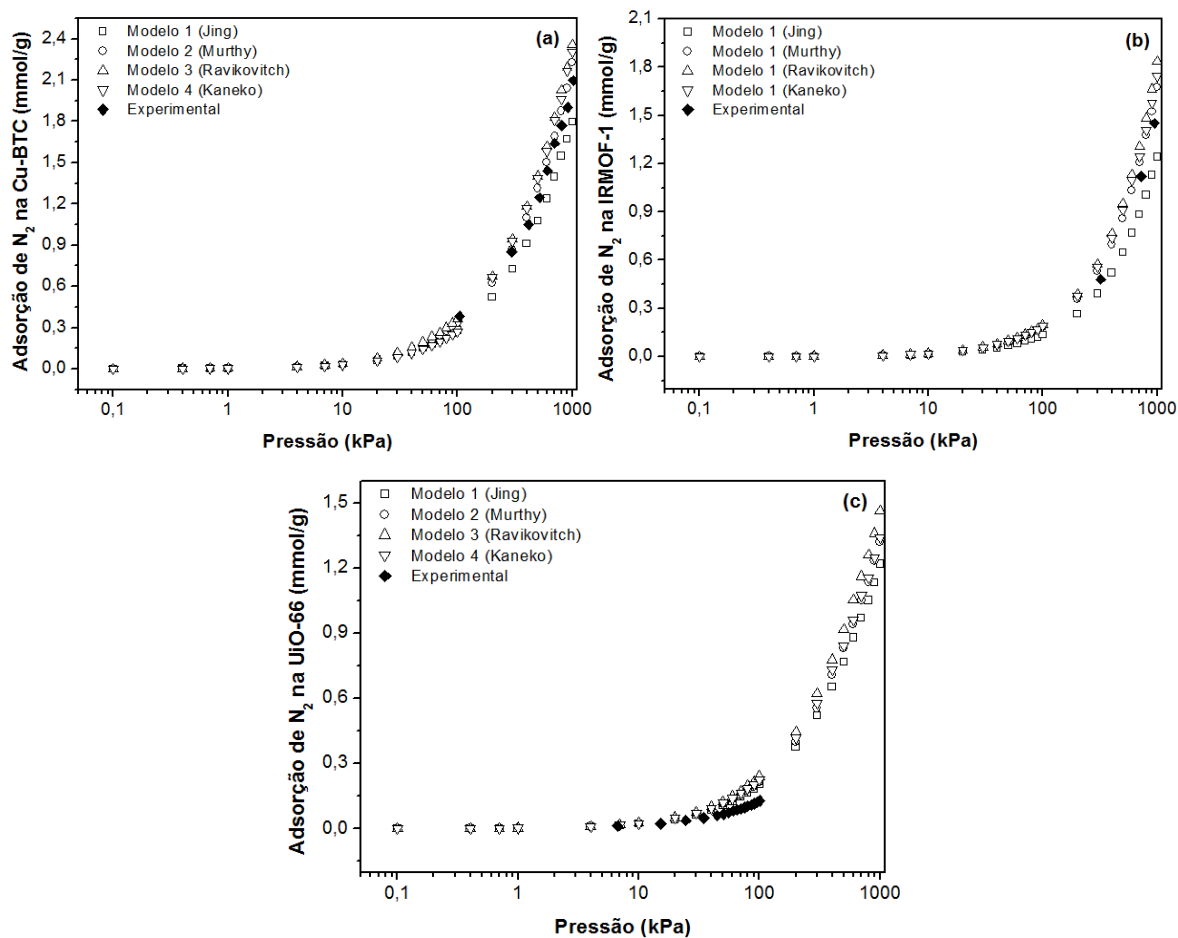 (a)
Modelo 1 (Jing)
Modelo 2 (Murthy)
Modelo 3 (Ravikovitch)
Modelo 4 (Kaneko)
Experimental
Adsorção de N₂ na Cu-BTC (mmol/g)
2,4
2,1
1,8
1,5
1,2
0,9
0,6
0,3
0,0
0,1
1
10
100
1000
Pressão (kPa)
(b)
Modelo 1 (Jing)
Modelo 1 (Murthy)
Modelo 1 (Ravikovitch)
Modelo 1 (Kaneko)
Experimental
Adsorção de N₂ na IRMOF-1 (mmol/g)
2,1
1,8
1,5
1,2
0,9
0,6
0,3
0,0
0,1
1
10
100
1000
Pressão (kPa)
(c)
Modelo 1 (Jing)
Modelo 2 (Murthy)
Modelo 3 (Ravikovitch)
Modelo 4 (Kaneko)
Experimental
Adsorção de N₂ na UiO-66 (mmol/g)
1,5
1,2
0,9
0,6
0,3
0,0
0,1
1
10
100
1000
Pressão (kPa)